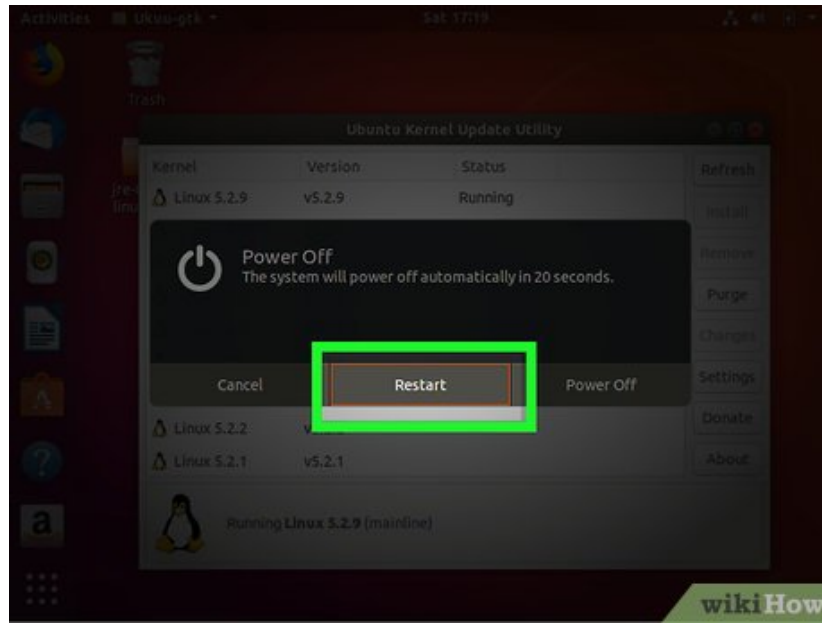 Activities Ukuu-gtk Sat 17:19
Trash
Ubuntu Kernel Update Utility
Kernel Version Status
Refresh
Linux 5.2.9 v5.2.9 Running
Install
Power Off
Remove
The system will power off automatically in 20 seconds.
Purge
Changes
Cancel Restart Power Off
Settings
Donate
Linux 5.2.2
Linux 5.2.1 v5.2.1
About
a
Running Linux 5.2.9 (mainline)
wikiHow